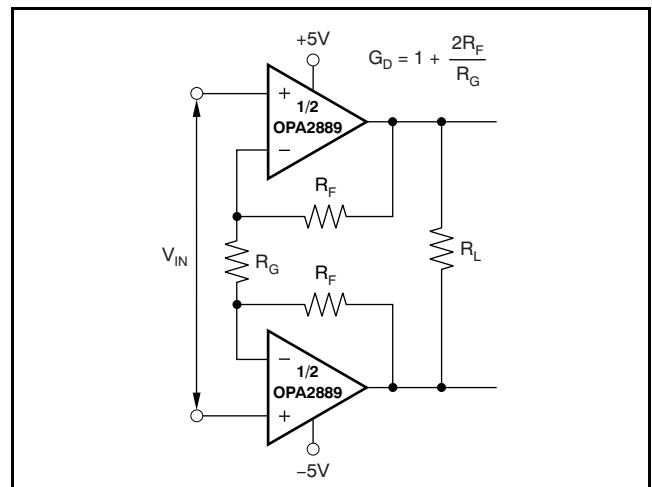 +5V
G_D = 1 + 2R_F / R_G
+
1/2
OPA2889
−
R_F
V_IN
R_G
R_L
R_F
−
1/2
OPA2889
+
−5V